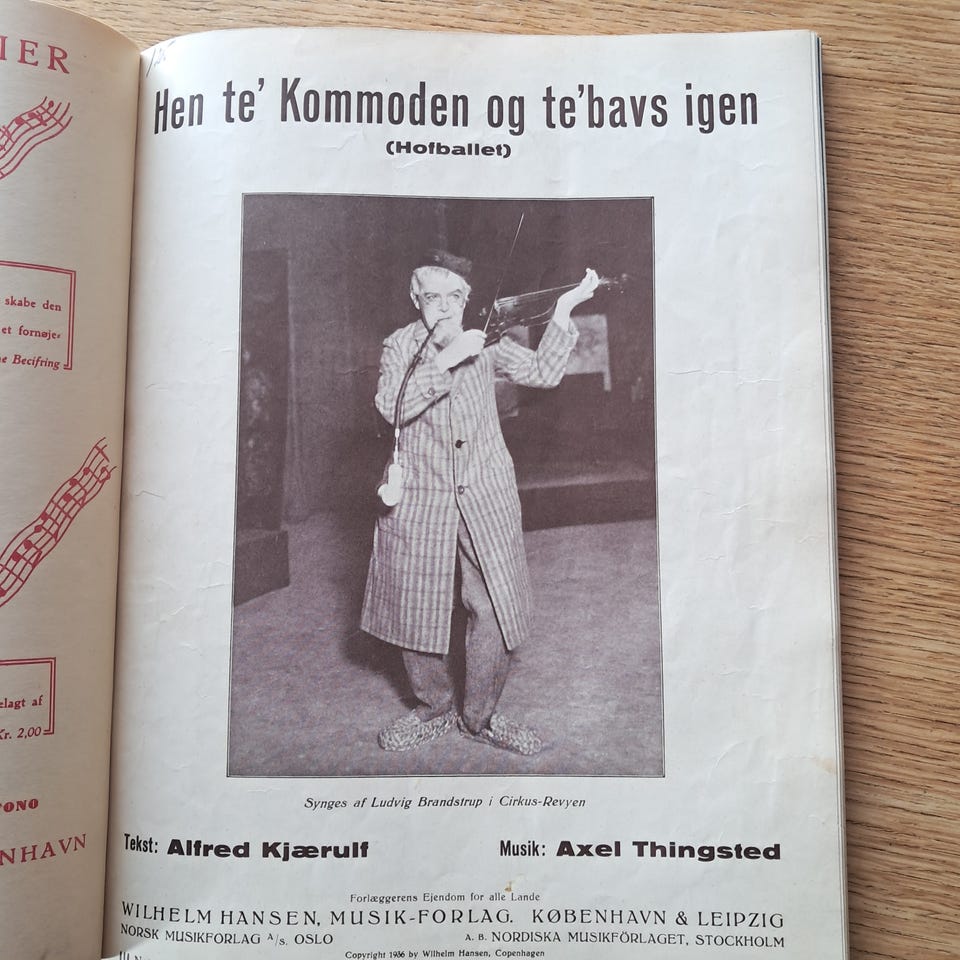 IER
skabe den
et fornøje=
ne Becifring
elagt af
Kr. 2,00
ONO
NHAVN
Hen te' Kommoden og te'bavs igen
(Hofballet)
Synges af Ludvig Brandstrup i Cirkus-Revyen
Tekst: Alfred Kjærulf Musik: Axel Thingsted
Forlæggerens Ejendom for alle Lande
WILHELM HANSEN, MUSIK-FORLAG. KØBENHAVN & LEIPZIG
NORSK MUSIKFORLAG A/S. OSLO A. B. NORDISKA MUSIKFÖRLAGET, STOCKHOLM
Copyright 1936 by Wilhelm Hansen, Copenhagen